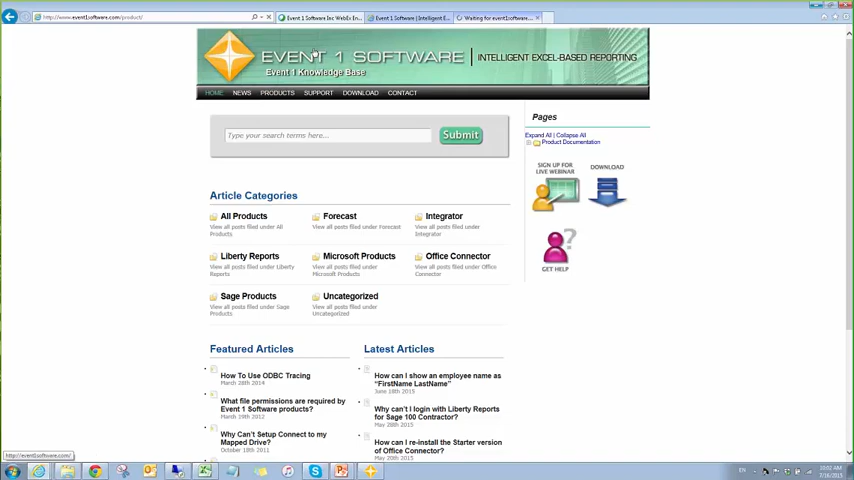 http://www.event1software.com/product/
Event 1 Software Inc WebEx En...
Event 1 Software | Intelligent E...
Waiting for event1software...
EVENT 1 SOFTWARE | INTELLIGENT EXCEL-BASED REPORTING
Event 1 Knowledge Base
HOME NEWS PRODUCTS SUPPORT DOWNLOAD CONTACT
Type your search terms here...
Submit
Pages
Expand All | Collapse All
Product Documentation
SIGN UP FOR
LIVE WEBINAR
DOWNLOAD
GET HELP
Article Categories
All Products
View all posts filed under All
Products
Forecast
View all posts filed under Forecast
Integrator
View all posts filed under
Integrator
Liberty Reports
View all posts filed under Liberty
Reports
Microsoft Products
View all posts filed under
Microsoft Products
Office Connector
View all posts filed under Office
Connector
Sage Products
View all posts filed under Sage
Products
Uncategorized
View all posts filed under
Uncategorized
Featured Articles
How To Use ODBC Tracing
March 28th 2014
What file permissions are required by
Event 1 Software products?
March 29th 2012
Why Can't Setup Connect to my
Mapped Drive?
October 18th 2011
Latest Articles
How can I show an employee name as
"FirstName LastName"
June 18th 2015
Why can't I login with Liberty Reports
for Sage 100 Contractor?
May 28th 2015
How can I re-install the Starter version
of Office Connector?
http://event1software.com/
EN
10:02 AM
7/16/2015